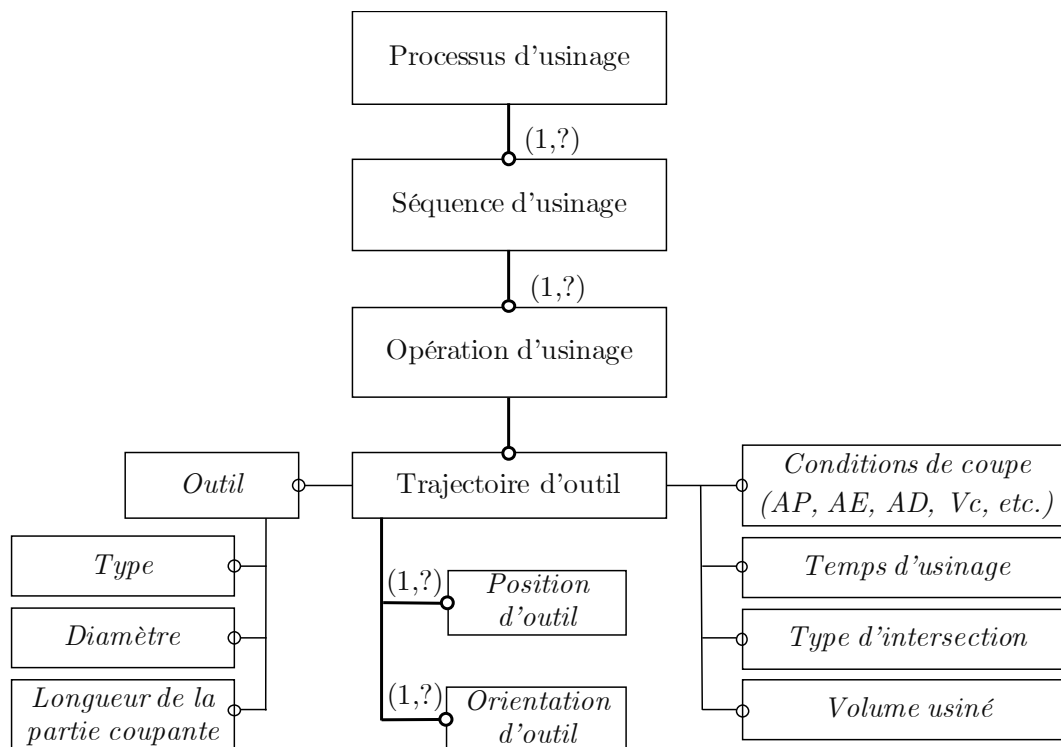 Processus d'usinage
(1,?)
Séquence d'usinage
(1,?)
Opération d'usinage
Outil
Trajectoire d'outil
Conditions de coupe
(AP, AE, AD, Vc, etc.)
Type
Diamètre
Longueur de la
partie coupante
(1,?)
Position
d'outil
(1,?)
Orientation
d'outil
Temps d'usinage
Type d'intersection
Volume usiné